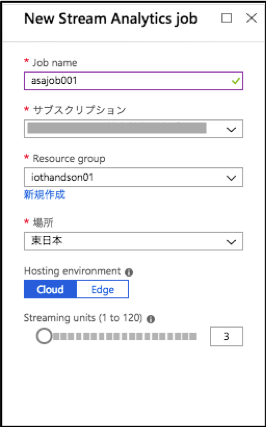 New Stream Analytics job
* Job name
asajob001
* サブスクリプション
* Resource group
iothandson01
新規作成
* 場所
東日本
Hosting environment
Cloud Edge
Streaming units (1 to 120)
3